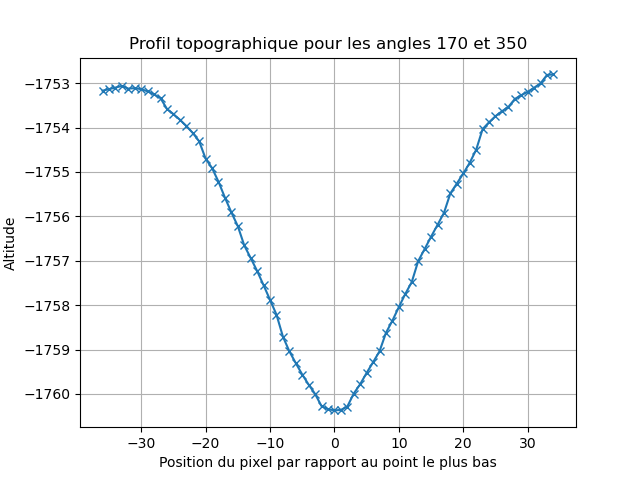 Profil topographique pour les angles 170 et 350
−1753
−1754
−1755
−1756
−1757
−1758
−1759
−1760
Altitude
−30 −20 −10 0 10 20 30
Position du pixel par rapport au point le plus bas